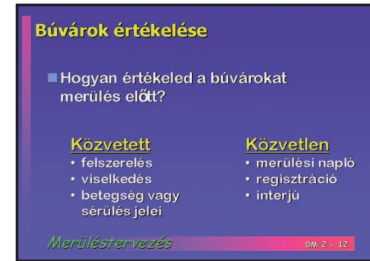 Búvárok értékelése
Hogyan értékeled a búvárokat
merülés előtt?
Közvetett
• felszerelés
• viselkedés
• betegség vagy
sérülés jelei
Közvetlen
• merülési napló
• regisztráció
• interjú
Merüléstervezés
DM 2 - 12